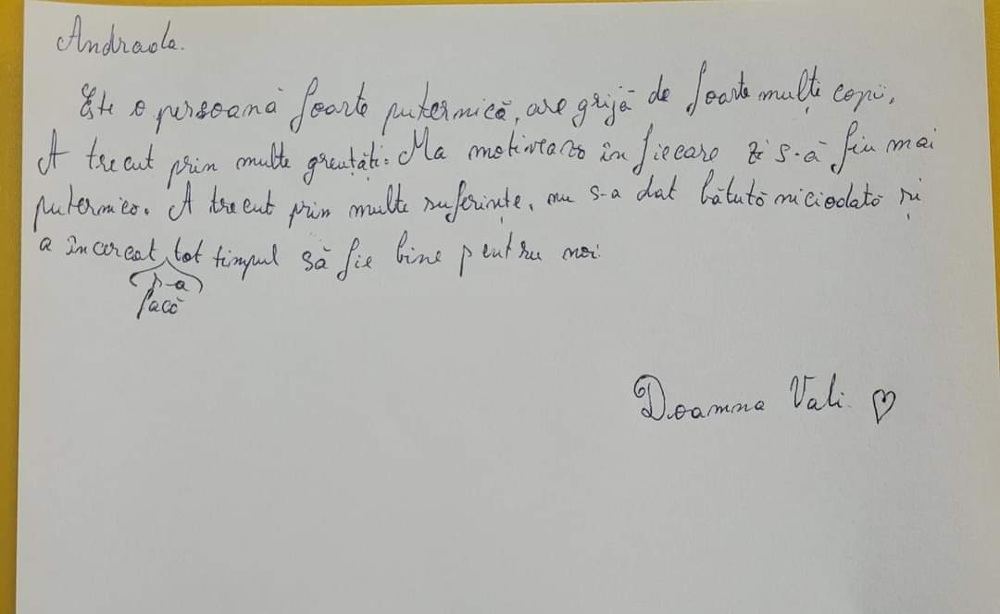 Andrada.
Este o persoană foarte puternică, are grijă de foarte mulți copii,
A trecut prin multe greutăți. Ma motivează în fiecare zi s-ă fiu mai
puternică. A trecut prin multe suferințe, nu s-a dat bătută niciodată și
a încercat, tot timpul să fie bine pentru noi.
(p-a)
facă
Doamna Vali. ♡